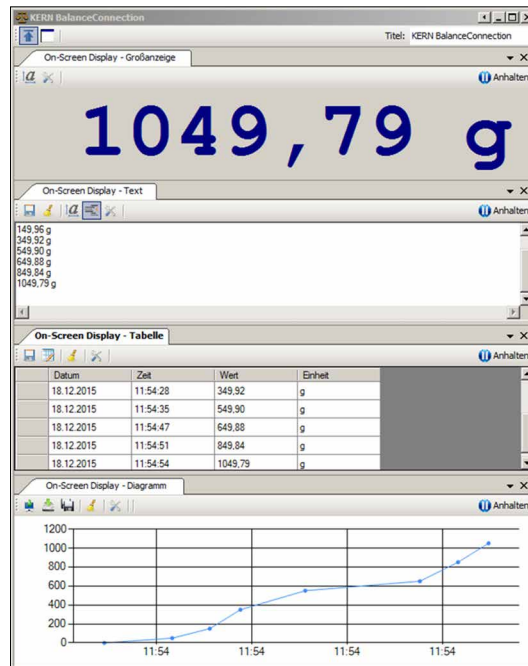 KERN BalanceConnection
Titel: KERN BalanceConnection
On-Screen Display - Großanzeige
Anhalten
1049,79 g
On-Screen Display - Text
Anhalten
149,96 g
349,92 g
549,90 g
649,88 g
849,84 g
1049,79 g
On-Screen Display - Tabelle
Anhalten
Datum Zeit Wert Einheit
18.12.2015 11:54:28 349,92 g
18.12.2015 11:54:35 549,90 g
18.12.2015 11:54:47 649,88 g
18.12.2015 11:54:51 849,84 g
18.12.2015 11:54:54 1049,79 g
On-Screen Display - Diagramm
Anhalten
1200
1000
800
600
400
200
0
11:54 11:54 11:54 11:54